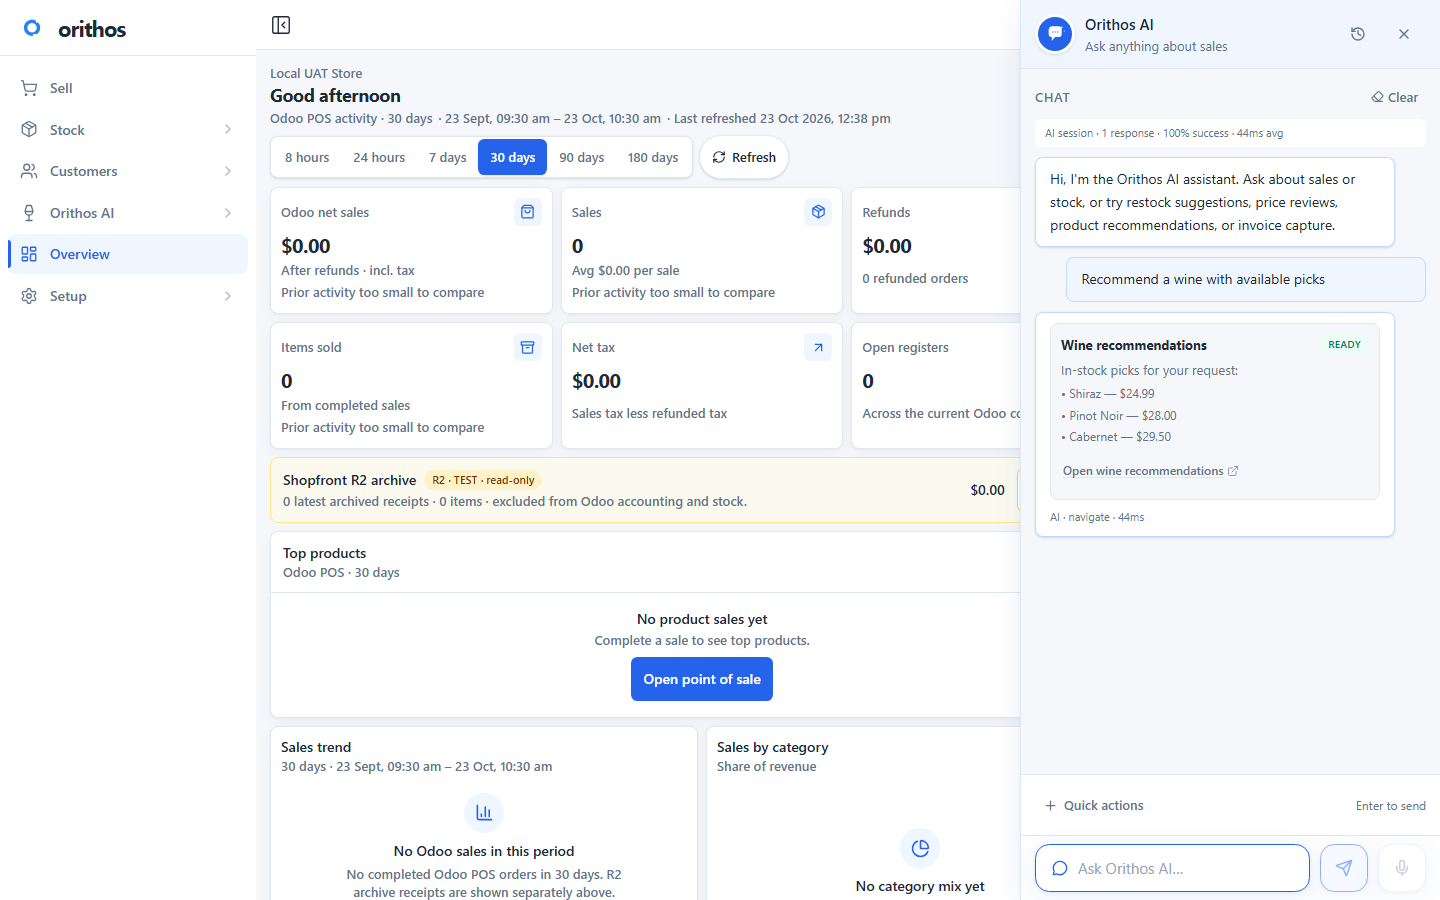 orithos
Sell
Stock
Customers
Orithos AI
Overview
Setup
Local UAT Store
Good afternoon
Odoo POS activity · 30 days · 23 Sept, 09:30 am – 23 Oct, 10:30 am · Last refreshed 23 Oct 2026, 12:38 pm
8 hours
24 hours
7 days
30 days
90 days
180 days
Refresh
Odoo net sales
$0.00
After refunds · incl. tax
Prior activity too small to compare
Sales
0
Avg $0.00 per sale
Prior activity too small to compare
Refunds
$0.00
0 refunded orders
Items sold
0
From completed sales
Prior activity too small to compare
Net tax
$0.00
Sales tax less refunded tax
Open registers
0
Across the current Odoo
Shopfront R2 archive
R2 · TEST · read-only
0 latest archived receipts · 0 items · excluded from Odoo accounting and stock.
$0.00
Top products
Odoo POS · 30 days
No product sales yet
Complete a sale to see top products.
Open point of sale
Sales trend
30 days · 23 Sept, 09:30 am – 23 Oct, 10:30 am
No Odoo sales in this period
No completed Odoo POS orders in 30 days. R2
archive receipts are shown separately above.
Sales by category
Share of revenue
No category mix yet
Orithos AI
Ask anything about sales
CHAT
Clear
AI session · 1 response · 100% success · 44ms avg
Hi, I'm the Orithos AI assistant. Ask about sales or
stock, or try restock suggestions, price reviews,
product recommendations, or invoice capture.
Recommend a wine with available picks
Wine recommendations
READY
In-stock picks for your request:
• Shiraz — $24.99
• Pinot Noir — $28.00
• Cabernet — $29.50
Open wine recommendations
AI · navigate · 44ms
Quick actions
Enter to send
Ask Orithos AI...